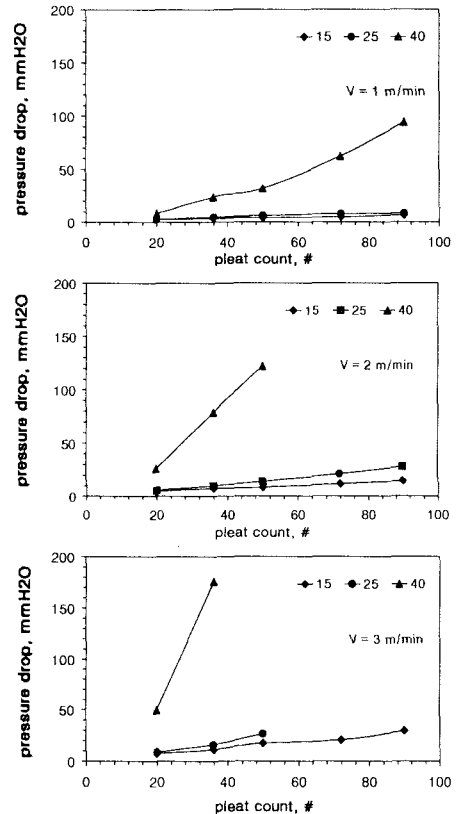 200
15 25 40
150
V = 1 m/min
100
50
0
0 20 40 60 80 100
pleat count, #
pressure drop, mmH2O
200
15 25 40
150
V = 2 m/min
100
50
0
0 20 40 60 80 100
pleat count, #
pressure drop, mmH2O
200
15 25 40
150
V = 3 m/min
100
50
0
0 20 40 60 80 100
pleat count, #
pressure drop, mmH2O